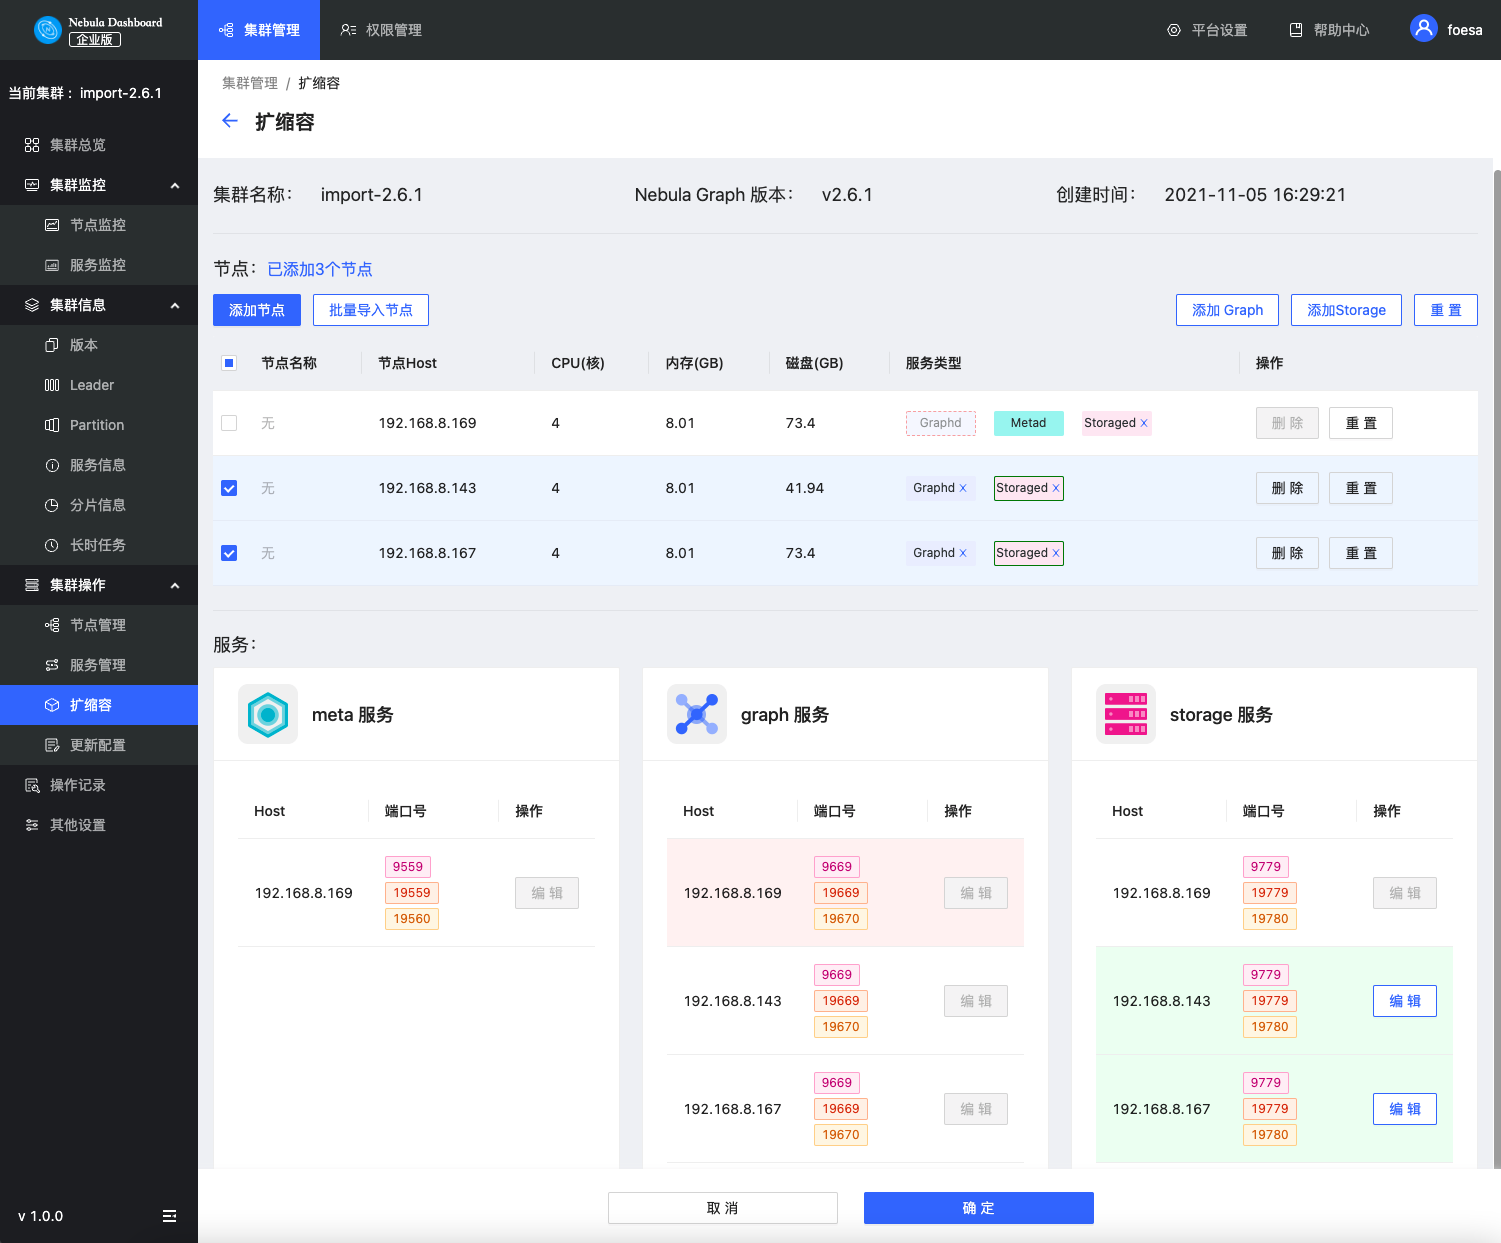 Nebula Dashboard
企业版
集群管理
权限管理
平台设置
帮助中心
foesa
当前集群： import-2.6.1
集群总览
集群监控
节点监控
服务监控
集群信息
版本
Leader
Partition
服务信息
分片信息
长时任务
集群操作
节点管理
服务管理
扩缩容
更新配置
操作记录
其他设置
v 1.0.0
集群管理 / 扩缩容
扩缩容
集群名称： import-2.6.1 Nebula Graph 版本： v2.6.1 创建时间： 2021-11-05 16:29:21
节点： 已添加3个节点
添加节点 批量导入节点 添加 Graph 添加Storage 重 置
节点名称 节点Host CPU(核) 内存(GB) 磁盘(GB) 服务类型 操作
无 192.168.8.169 4 8.01 73.4 Graphd Metad Storaged X 删 除 重 置
无 192.168.8.143 4 8.01 41.94 Graphd X Storaged X 删 除 重 置
无 192.168.8.167 4 8.01 73.4 Graphd X Storaged X 删 除 重 置
服务：
meta 服务
Host 端口号 操作
9559
192.168.8.169 19559 编 辑
19560
graph 服务
Host 端口号 操作
9669
192.168.8.169 19669 编 辑
19670
9669
192.168.8.143 19669 编 辑
19670
9669
192.168.8.167 19669 编 辑
19670
storage 服务
Host 端口号 操作
9779
192.168.8.169 19779 编 辑
19780
9779
192.168.8.143 19779 编 辑
19780
9779
192.168.8.167 19779 编 辑
19780
取 消 确 定